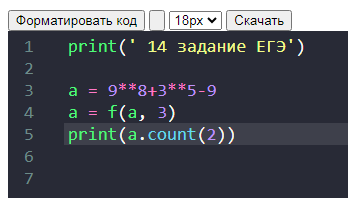 Форматировать код 18px Скачать
1 print(' 14 задание ЕГЭ')
2
3 a = 9**8+3**5-9
4 a = f(a, 3)
5 print(a.count(2))
6
7